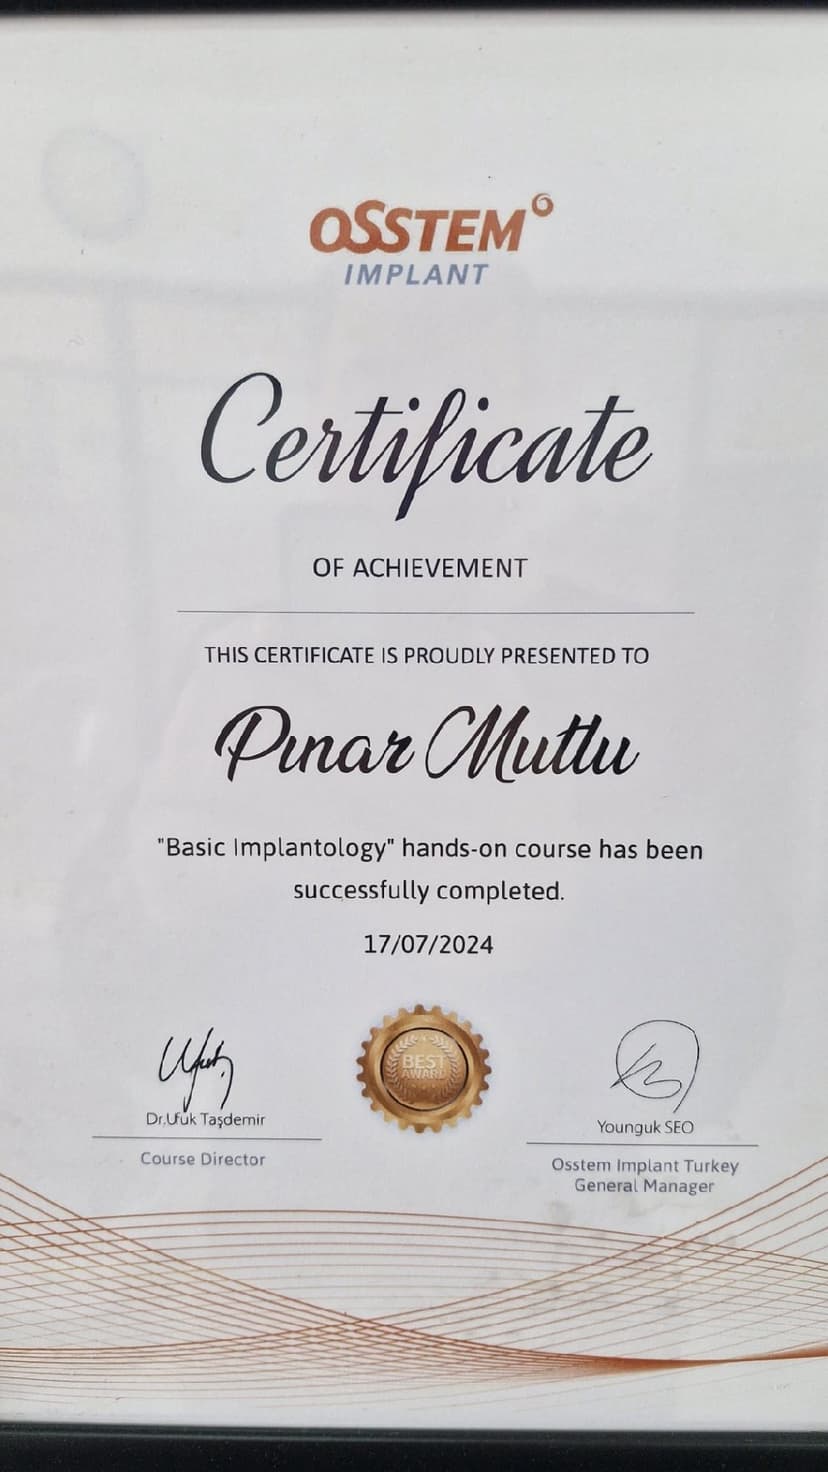 OSSTEM
IMPLANT
Certificate
OF ACHIEVEMENT
THIS CERTIFICATE IS PROUDLY PRESENTED TO
Pınar Mutlu
"Basic Implantology" hands-on course has been
successfully completed.
17/07/2024
BEST
AWARD
Dr.Ufuk Taşdemir
Course Director
Younguk SEO
Osstem Implant Turkey
General Manager